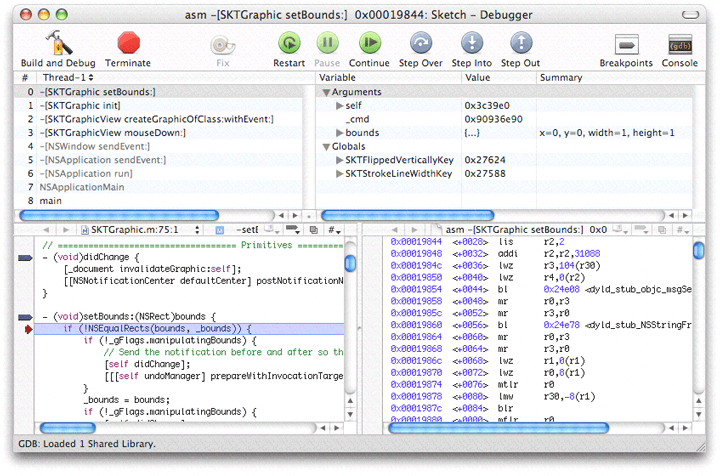 asm -[SKTGraphic setBounds:] 0x00019844: Sketch – Debugger
Build and Debug Terminate Fix Restart Pause Continue Step Over Step Into Step Out Breakpoints (gdb) Console
# Thread-1 Variable Value Summary
0 -[SKTGraphic setBounds:]
1 -[SKTGraphic init]
2 -[SKTGraphicView createGraphicOfClass:withEvent:]
3 -[SKTGraphicView mouseDown:]
4 -[NSWindow sendEvent:]
5 -[NSApplication sendEvent:]
6 -[NSApplication run]
7 NSApplicationMain
8 main
Arguments
self 0x3c39e0
_cmd 0x90936e90
bounds {...} x=0, y=0, width=1, height=1
Globals
SKTFlippedVerticallyKey 0x27624
SKTStrokeLineWidthKey 0x27588
SKTGraphic.m:75:1 M -setB #
// =================================== Primitives ==========
- (void)didChange {
[_document invalidateGraphic:self];
[[NSNotificationCenter defaultCenter] postNotificationN
}
- (void)setBounds:(NSRect)bounds {
if (!NSEqualRects(bounds, _bounds)) {
if (!_gFlags.manipulatingBounds) {
// Send the notification before and after so th
[self didChange];
[[[self undoManager] prepareWithInvocationTarge
}
_bounds = bounds;
if (!_gFlags.manipulatingBounds) {
asm -[SKTGraphic setBounds:] 0x0 #
0x00019844 <+0028> lis r2,2
0x00019848 <+0032> addi r2,r2,31088
0x0001984c <+0036> lwz r3,104(r30)
0x00019850 <+0040> lwz r4,0(r2)
0x00019854 <+0044> bl 0x24e08 <dyld_stub_objc_msgSe
0x00019858 <+0048> mr r0,r3
0x0001985c <+0052> mr r3,r0
0x00019860 <+0056> bl 0x24e78 <dyld_stub_NSStringFr
0x00019864 <+0060> mr r0,r3
0x00019868 <+0064> mr r3,r0
0x0001986c <+0068> lwz r1,0(r1)
0x00019870 <+0072> lwz r0,8(r1)
0x00019874 <+0076> mtlr r0
0x00019878 <+0080> lmw r30,-8(r1)
0x0001987c <+0084> blr
0x00019880 <+0000> mflr r0
GDB: Loaded 1 Shared Library.